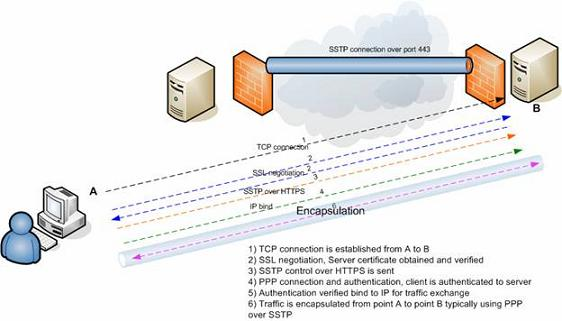 SSTP connection over port 443
B
1
TCP connection
2
A
SSL negotiation 2
3
SSTP over HTTPS 4
IP bind 6
Encapsulation
1) TCP connection is established from A to B
2) SSL negotiation, Server certificate obtained and verified
3) SSTP control over HTTPS is sent
4) PPP connection and authentication, client is authenticated to server
5) Authentication verified bind to IP for traffic exchange
6) Traffic is encapsulated from point A to point B typically using PPP
over SSTP